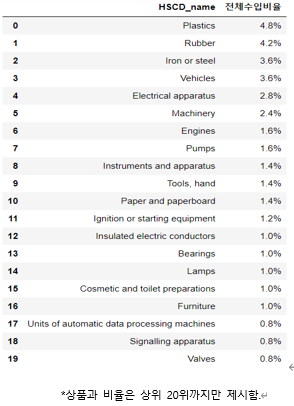 HSCD_name 전체수입비율
0 Plastics 4.8%
1 Rubber 4.2%
2 Iron or steel 3.6%
3 Vehicles 3.6%
4 Electrical apparatus 2.8%
5 Machinery 2.4%
6 Engines 1.6%
7 Pumps 1.6%
8 Instruments and apparatus 1.4%
9 Tools, hand 1.4%
10 Paper and paperboard 1.4%
11 Ignition or starting equipment 1.2%
12 Insulated electric conductors 1.0%
13 Bearings 1.0%
14 Lamps 1.0%
15 Cosmetic and toilet preparations 1.0%
16 Furniture 1.0%
17 Units of automatic data processing machines 0.8%
18 Signalling apparatus 0.8%
19 Valves 0.8%
*상품과 비율은 상위 20위까지만 제시함.